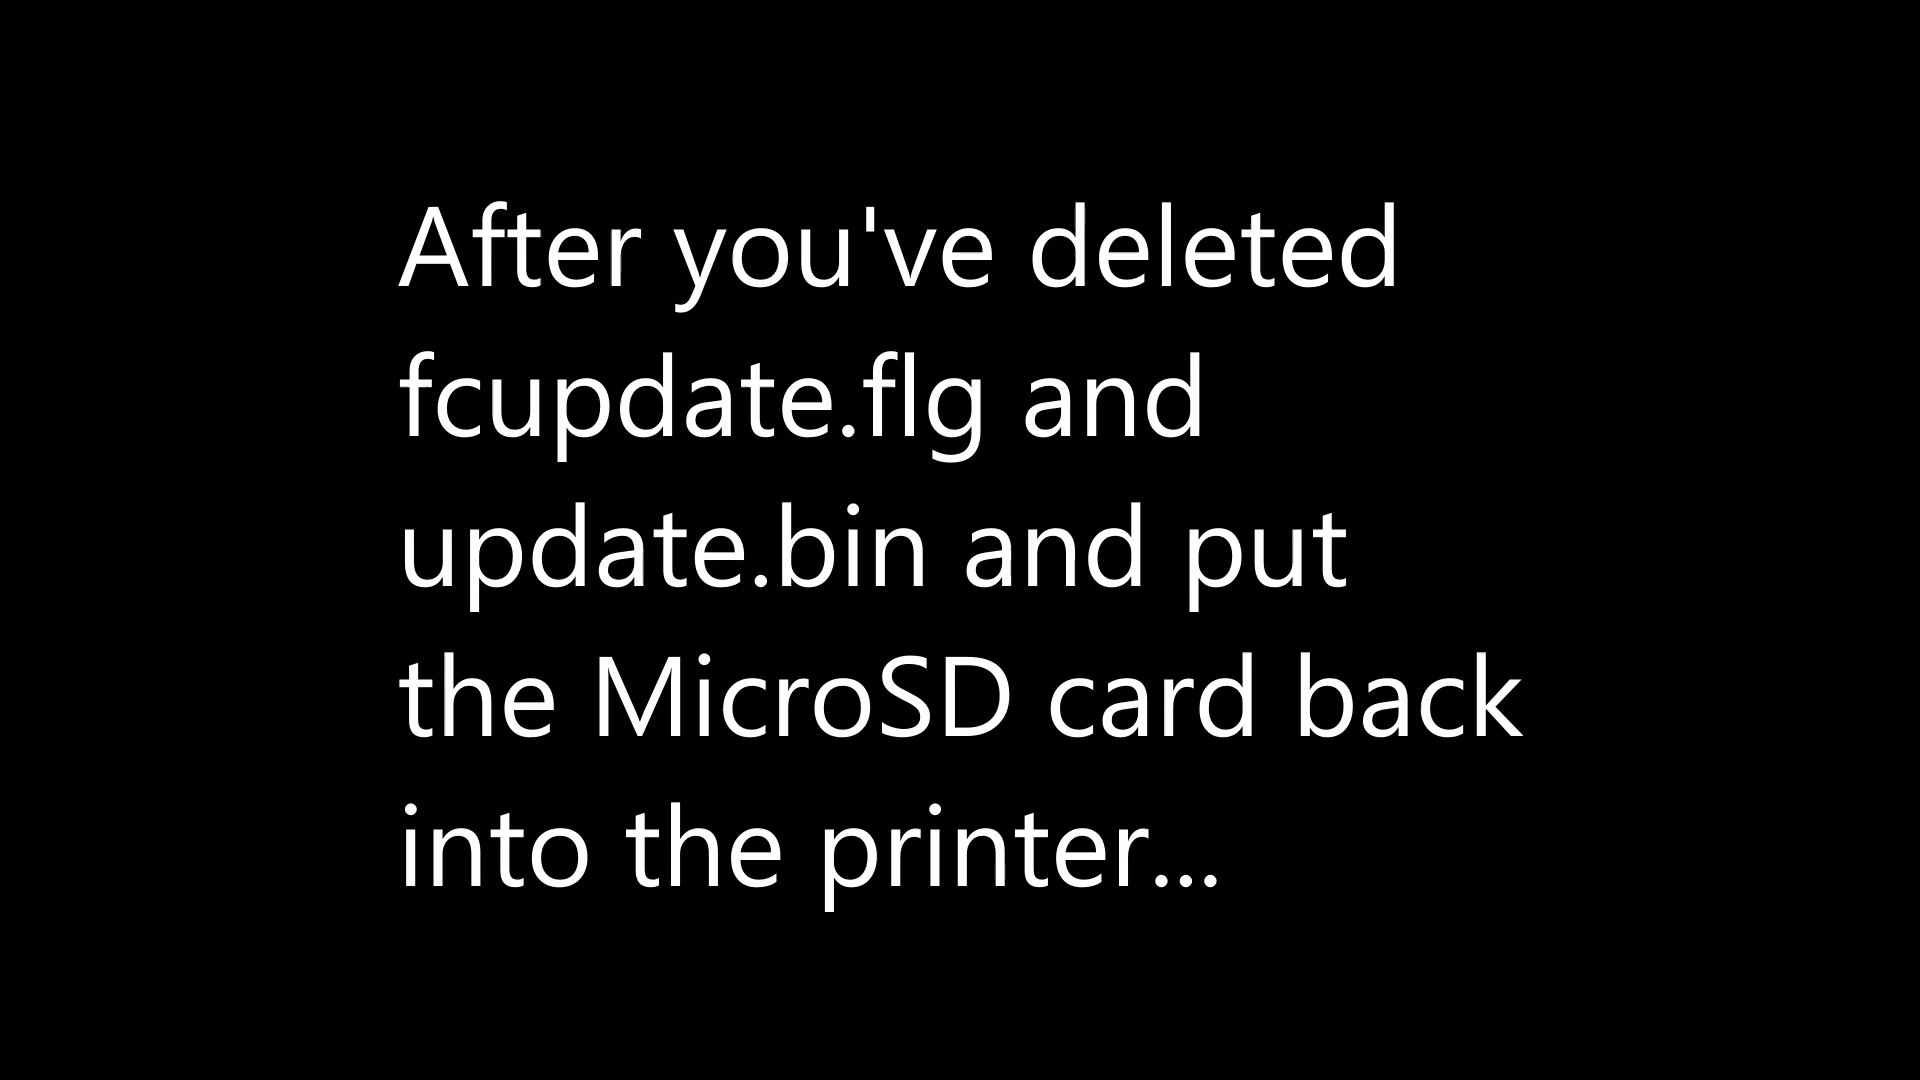 After you've deleted
fcupdate.flg and
update.bin and put
the MicroSD card back
into the printer...